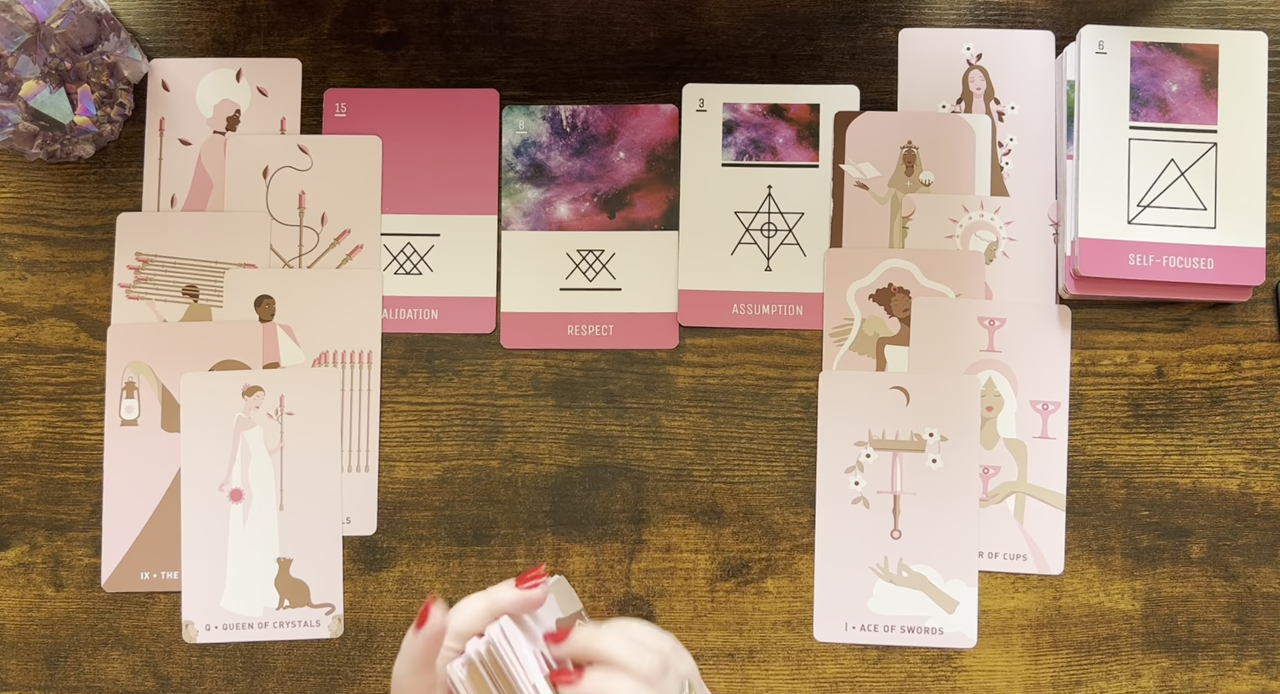 15
ALIDATION
8
RESPECT
3
ASSUMPTION
6
SELF-FOCUSED
IX • THE
LS
Q • QUEEN OF CRYSTALS
R OF CUPS
I • ACE OF SWORDS